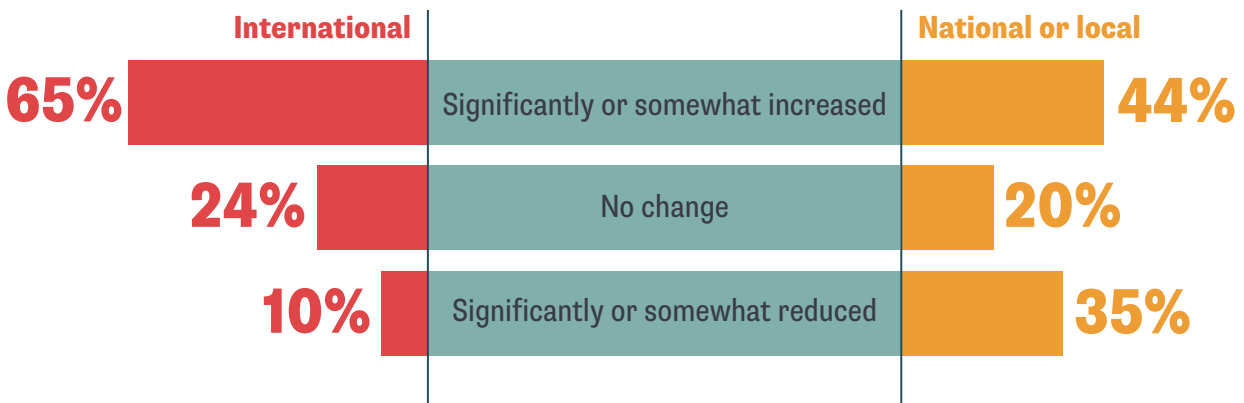 International
National or local
65%
Significantly or somewhat increased
44%
24%
No change
20%
10%
Significantly or somewhat reduced
35%